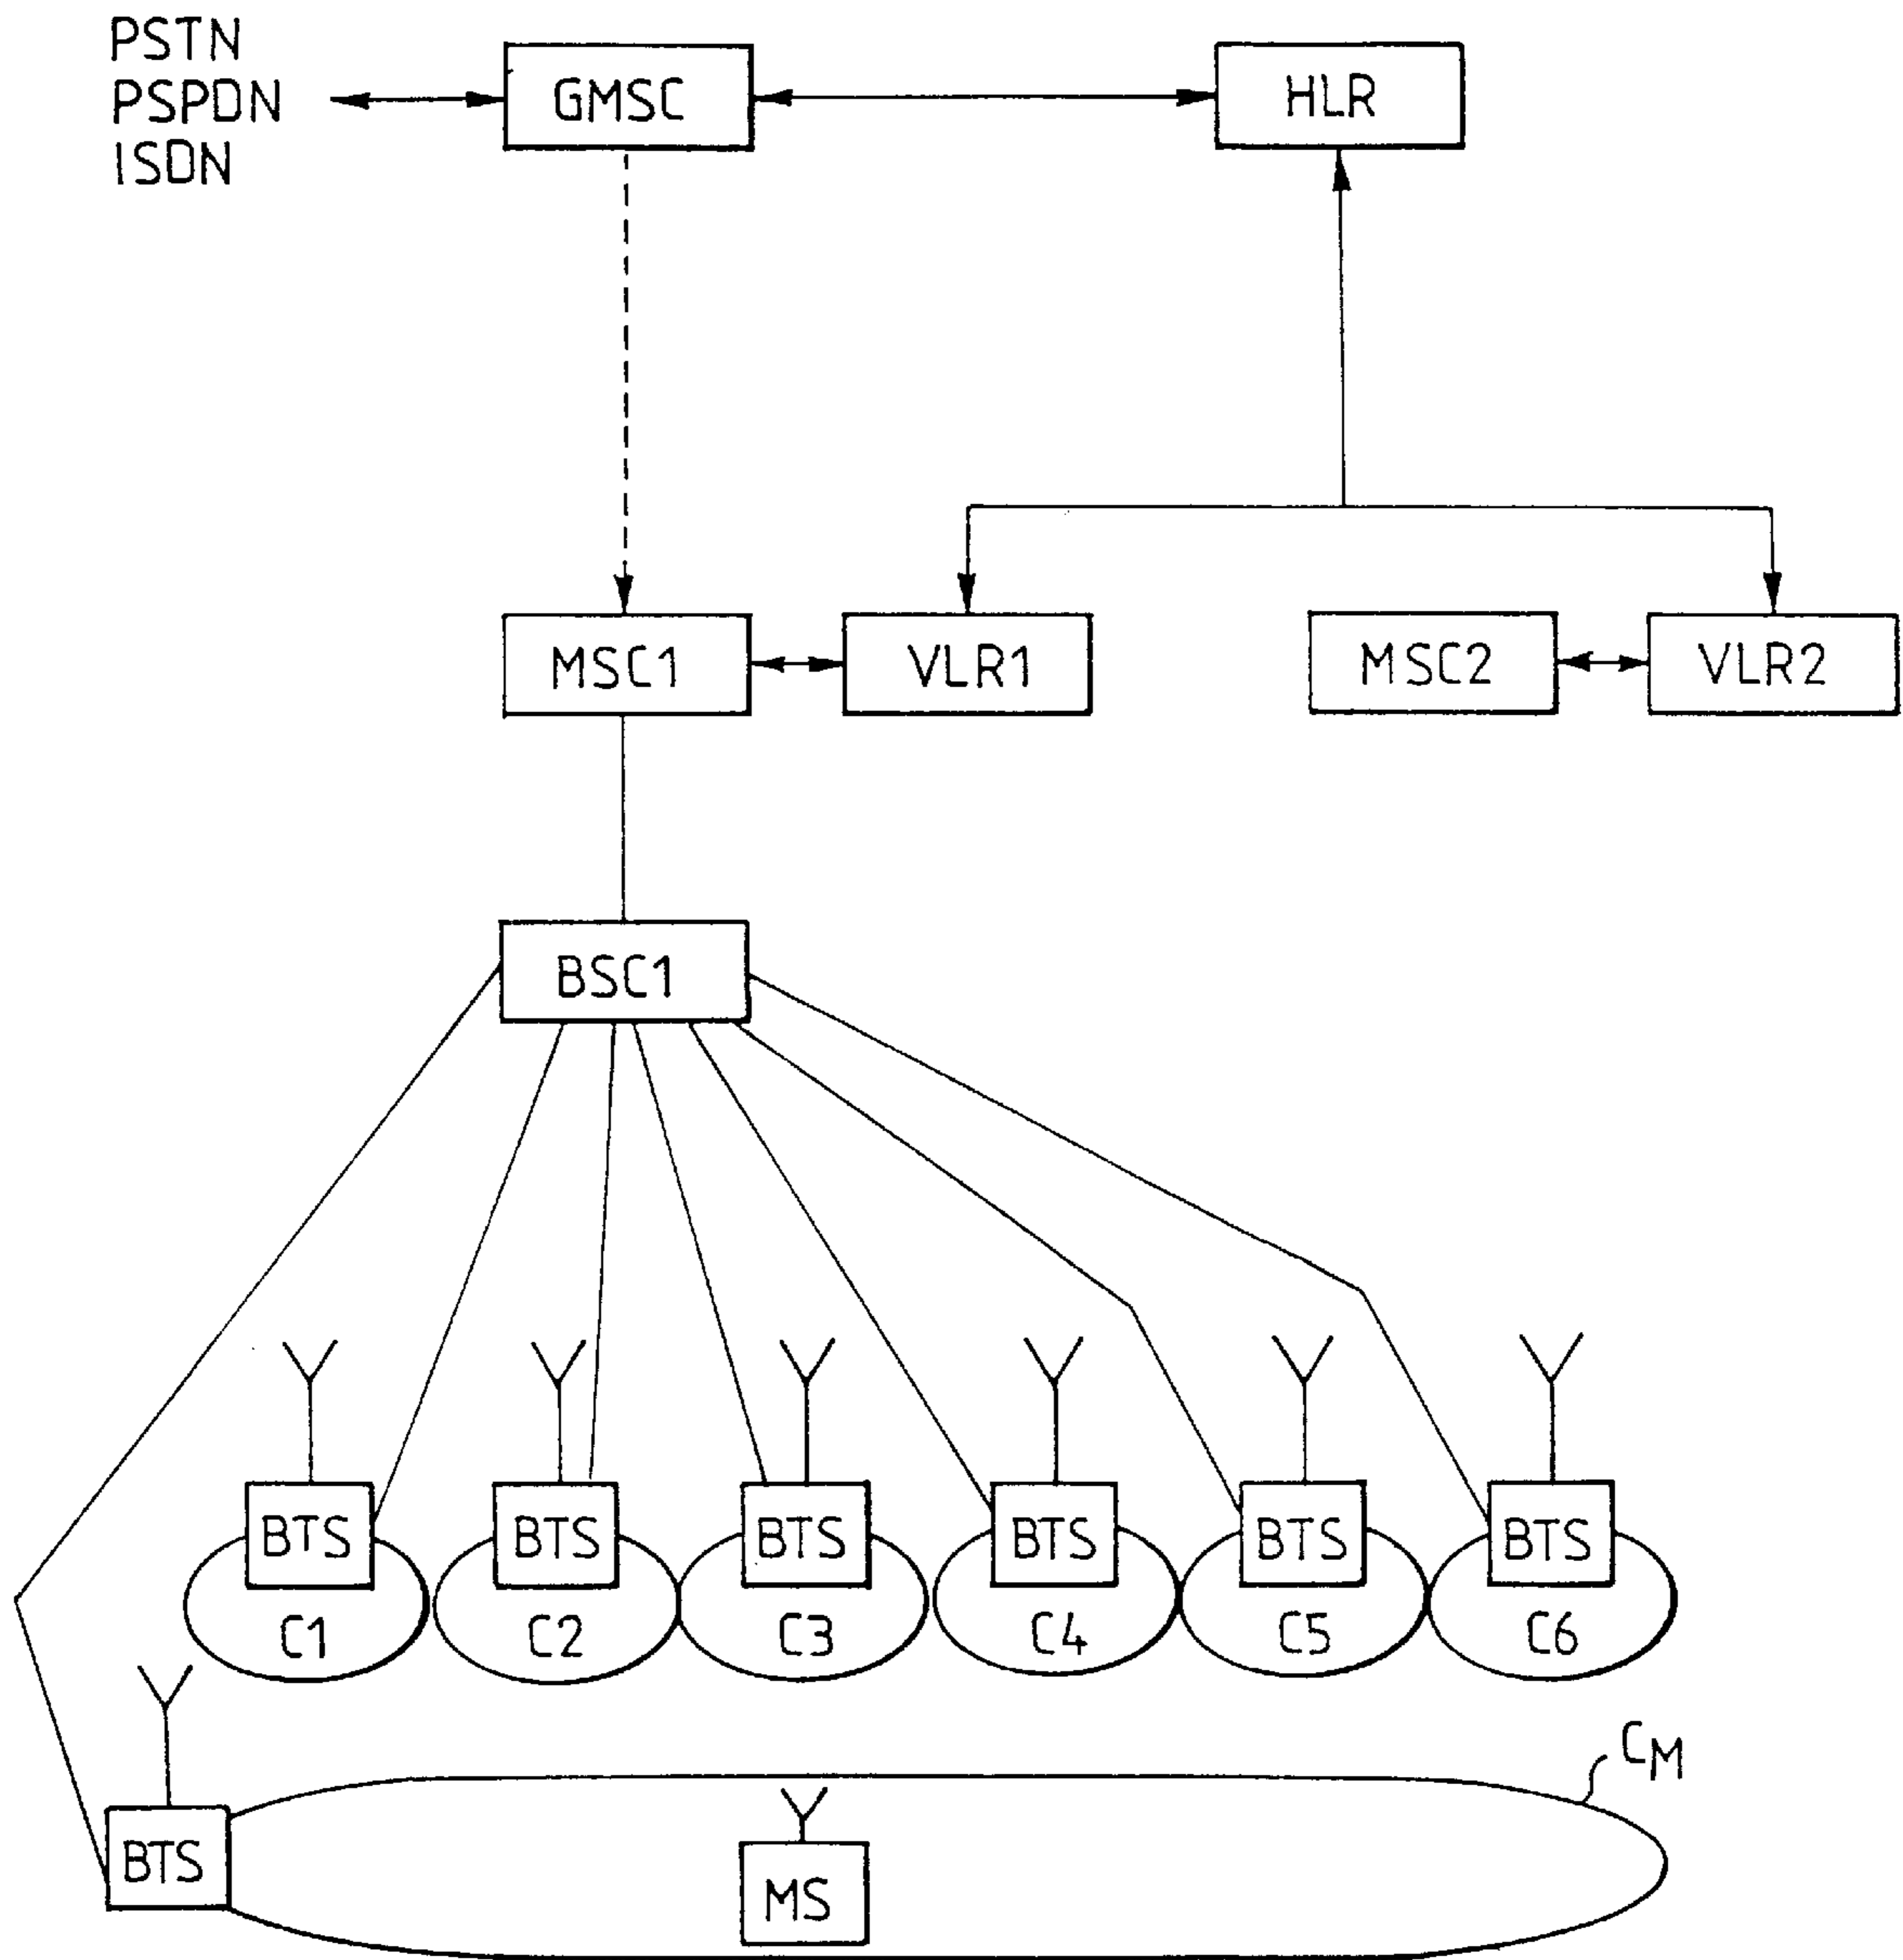 PSTN
PSPDN
ISDN
GMSC
HLR
MSC1
VLR1
MSC2
VLR2
BSC1
BTS
BTS
BTS
BTS
BTS
BTS
C1
C2
C3
C4
C5
C6
CM
BTS
MS